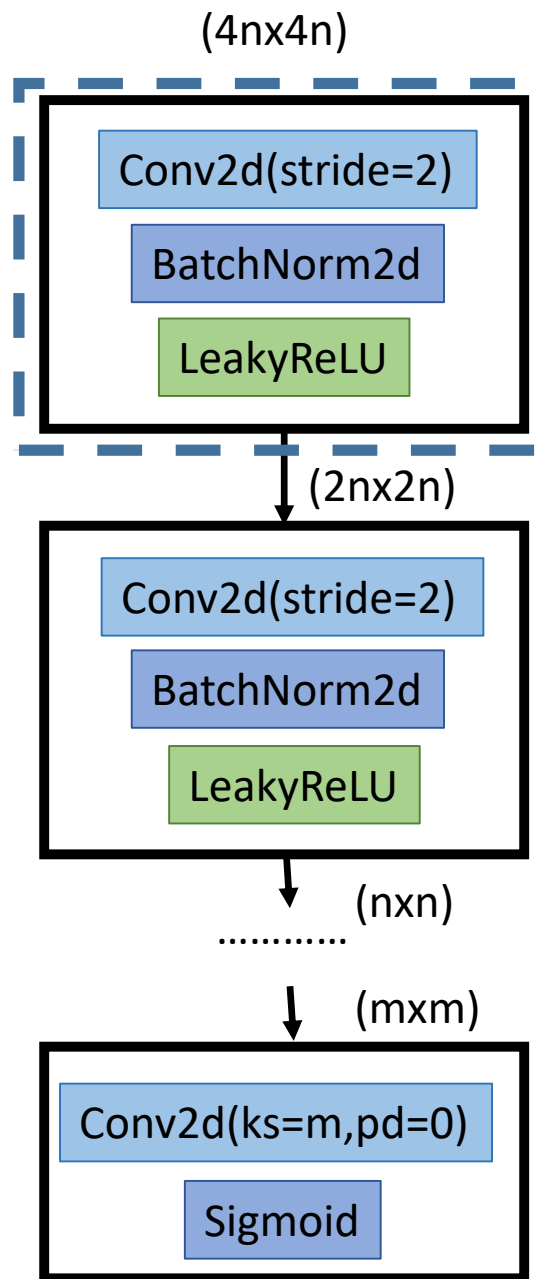 (4nx4n)
Conv2d(stride=2)
BatchNorm2d
LeakyReLU
(2nx2n)
Conv2d(stride=2)
BatchNorm2d
LeakyReLU
(nxn)
…………
(mxm)
Conv2d(ks=m,pd=0)
Sigmoid